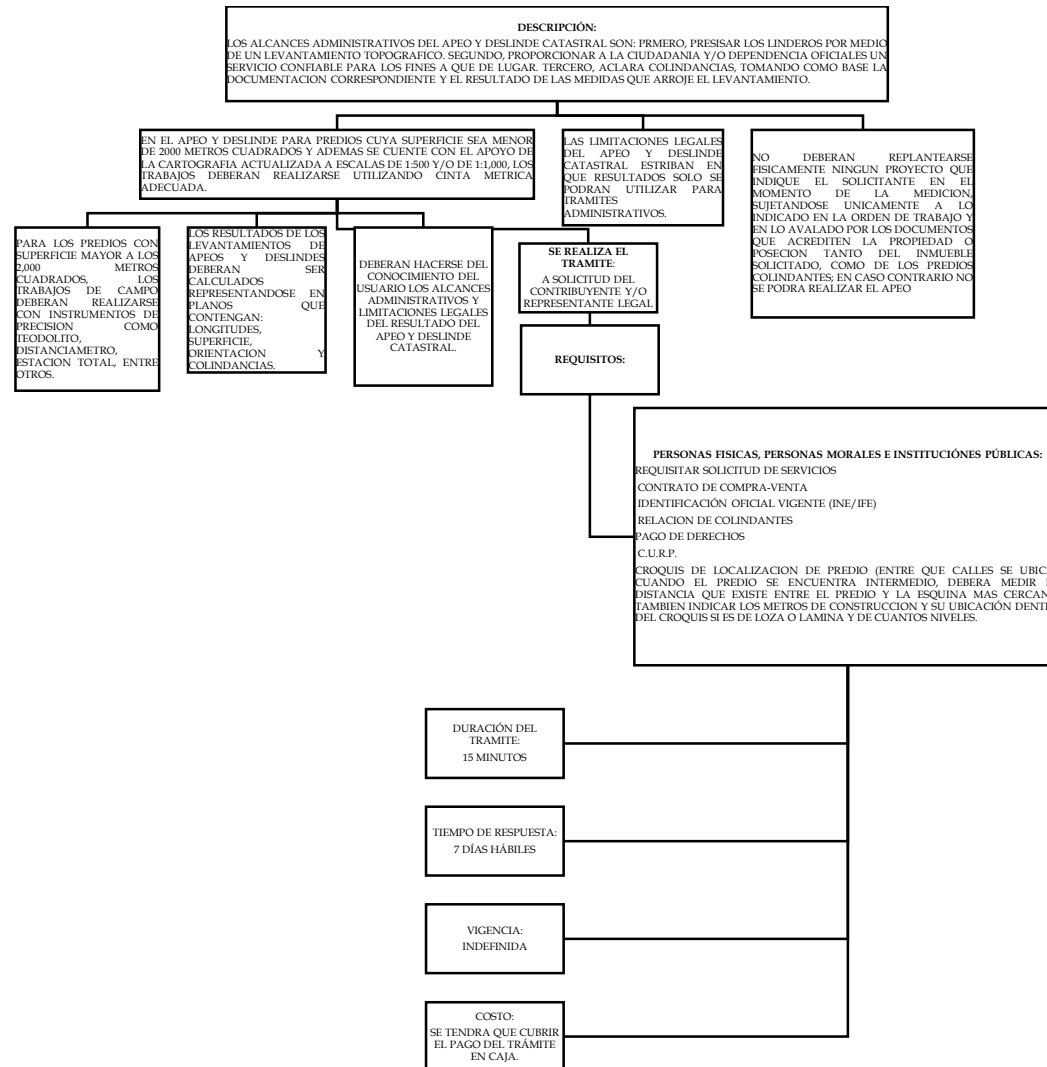 DESCRIPCIÓN:
LOS ALCANCES ADMINISTRATIVOS DEL APEO Y DESLINDE CATASTRAL SON: PRMERO, PRESISAR LOS LINDEROS POR MEDIO
DE UN LEVANTAMIENTO TOPOGRAFICO. SEGUNDO, PROPORCIONAR A LA CIUDADANIA Y/O DEPENDENCIA OFICIALES UN
SERVICIO CONFIABLE PARA LOS FINES A QUE DE LUGAR. TERCERO, ACLARA COLINDANCIAS, TOMANDO COMO BASE LA
DOCUMENTACION CORRESPONDIENTE Y EL RESULTADO DE LAS MEDIDAS QUE ARROJE EL LEVANTAMIENTO.
EN EL APEO Y DESLINDE PARA PREDIOS CUYA SUPERFICIE SEA MENOR
DE 2000 METROS CUADRADOS Y ADEMAS SE CUENTE CON EL APOYO DE
LA CARTOGRAFIA ACTUALIZADA A ESCALAS DE 1:500 Y/O DE 1:1,000, LOS
TRABAJOS DEBERAN REALIZARSE UTILIZANDO CINTA METRICA
ADECUADA.
LAS LIMITACIONES LEGALES
DEL APEO Y DESLINDE
CATASTRAL ESTRIBAN EN
QUE RESULTADOS SOLO SE
PODRAN UTILIZAR PARA
TRAMITES
ADMINISTRATIVOS.
NO DEBERAN REPLANTEARSE
FISICAMENTE NINGUN PROYECTO QUE
INDIQUE EL SOLICITANTE EN EL
MOMENTO DE LA MEDICION,
SUJETANDOSE UNICAMENTE A LO
INDICADO EN LA ORDEN DE TRABAJO Y
EN LO AVALADO POR LOS DOCUMENTOS
QUE ACREDITEN LA PROPIEDAD O
POSECION TANTO DEL INMUEBLE
SOLICITADO, COMO DE LOS PREDIOS
COLINDANTES; EN CASO CONTRARIO NO
SE PODRA REALIZAR EL APEO
PARA LOS PREDIOS CON
SUPERFICIE MAYOR A LOS
2,000 METROS
CUADRADOS, LOS
TRABAJOS DE CAMPO
DEBERAN REALIZARSE
CON INSTRUMENTOS DE
PRECISION COMO
TEODOLITO,
DISTANCIAMETRO,
ESTACION TOTAL, ENTRE
OTROS.
LOS RESULTADOS DE LOS
LEVANTAMIENTOS DE
APEOS Y DESLINDES
DEBERAN SER
CALCULADOS
REPRESENTANDOSE EN
PLANOS QUE
CONTENGAN:
LONGITUDES,
SUPERFICIE,
ORIENTACION Y
COLINDANCIAS.
DEBERAN HACERSE DEL
CONOCIMIENTO DEL
USUARIO LOS ALCANCES
ADMINISTRATIVOS Y
LIMITACIONES LEGALES
DEL RESULTADO DEL
APEO Y DESLINDE
CATASTRAL.
SE REALIZA EL
TRAMITE:
A SOLICITUD DEL
CONTRIBUYENTE Y/O
REPRESENTANTE LEGAL
REQUISITOS:
PERSONAS FISICAS, PERSONAS MORALES E INSTITUCIÓNES PÚBLICAS:
REQUISITAR SOLICITUD DE SERVICIOS
CONTRATO DE COMPRA-VENTA
IDENTIFICACIÓN OFICIAL VIGENTE (INE/IFE)
RELACION DE COLINDANTES
PAGO DE DERECHOS
C.U.R.P.
CROQUIS DE LOCALIZACION DE PREDIO (ENTRE QUE CALLES SE
CUANDO EL PREDIO SE ENCUENTRA INTERMEDIO, DEBERA MEDIR
DISTANCIA QUE EXISTE ENTRE EL PREDIO Y LA ESQUINA MAS
TAMBIEN INDICAR LOS METROS DE CONSTRUCCION Y SU UBICACIÓN
DEL CROQUIS SI ES DE LOZA O LAMINA Y DE CUANTOS NIVELES.
DURACIÓN DEL
TRAMITE:
15 MINUTOS
TIEMPO DE RESPUESTA:
7 DÍAS HÁBILES
VIGENCIA:
INDEFINIDA
COSTO:
SE TENDRA QUE CUBRIR
EL PAGO DEL TRÁMITE
EN CAJA.